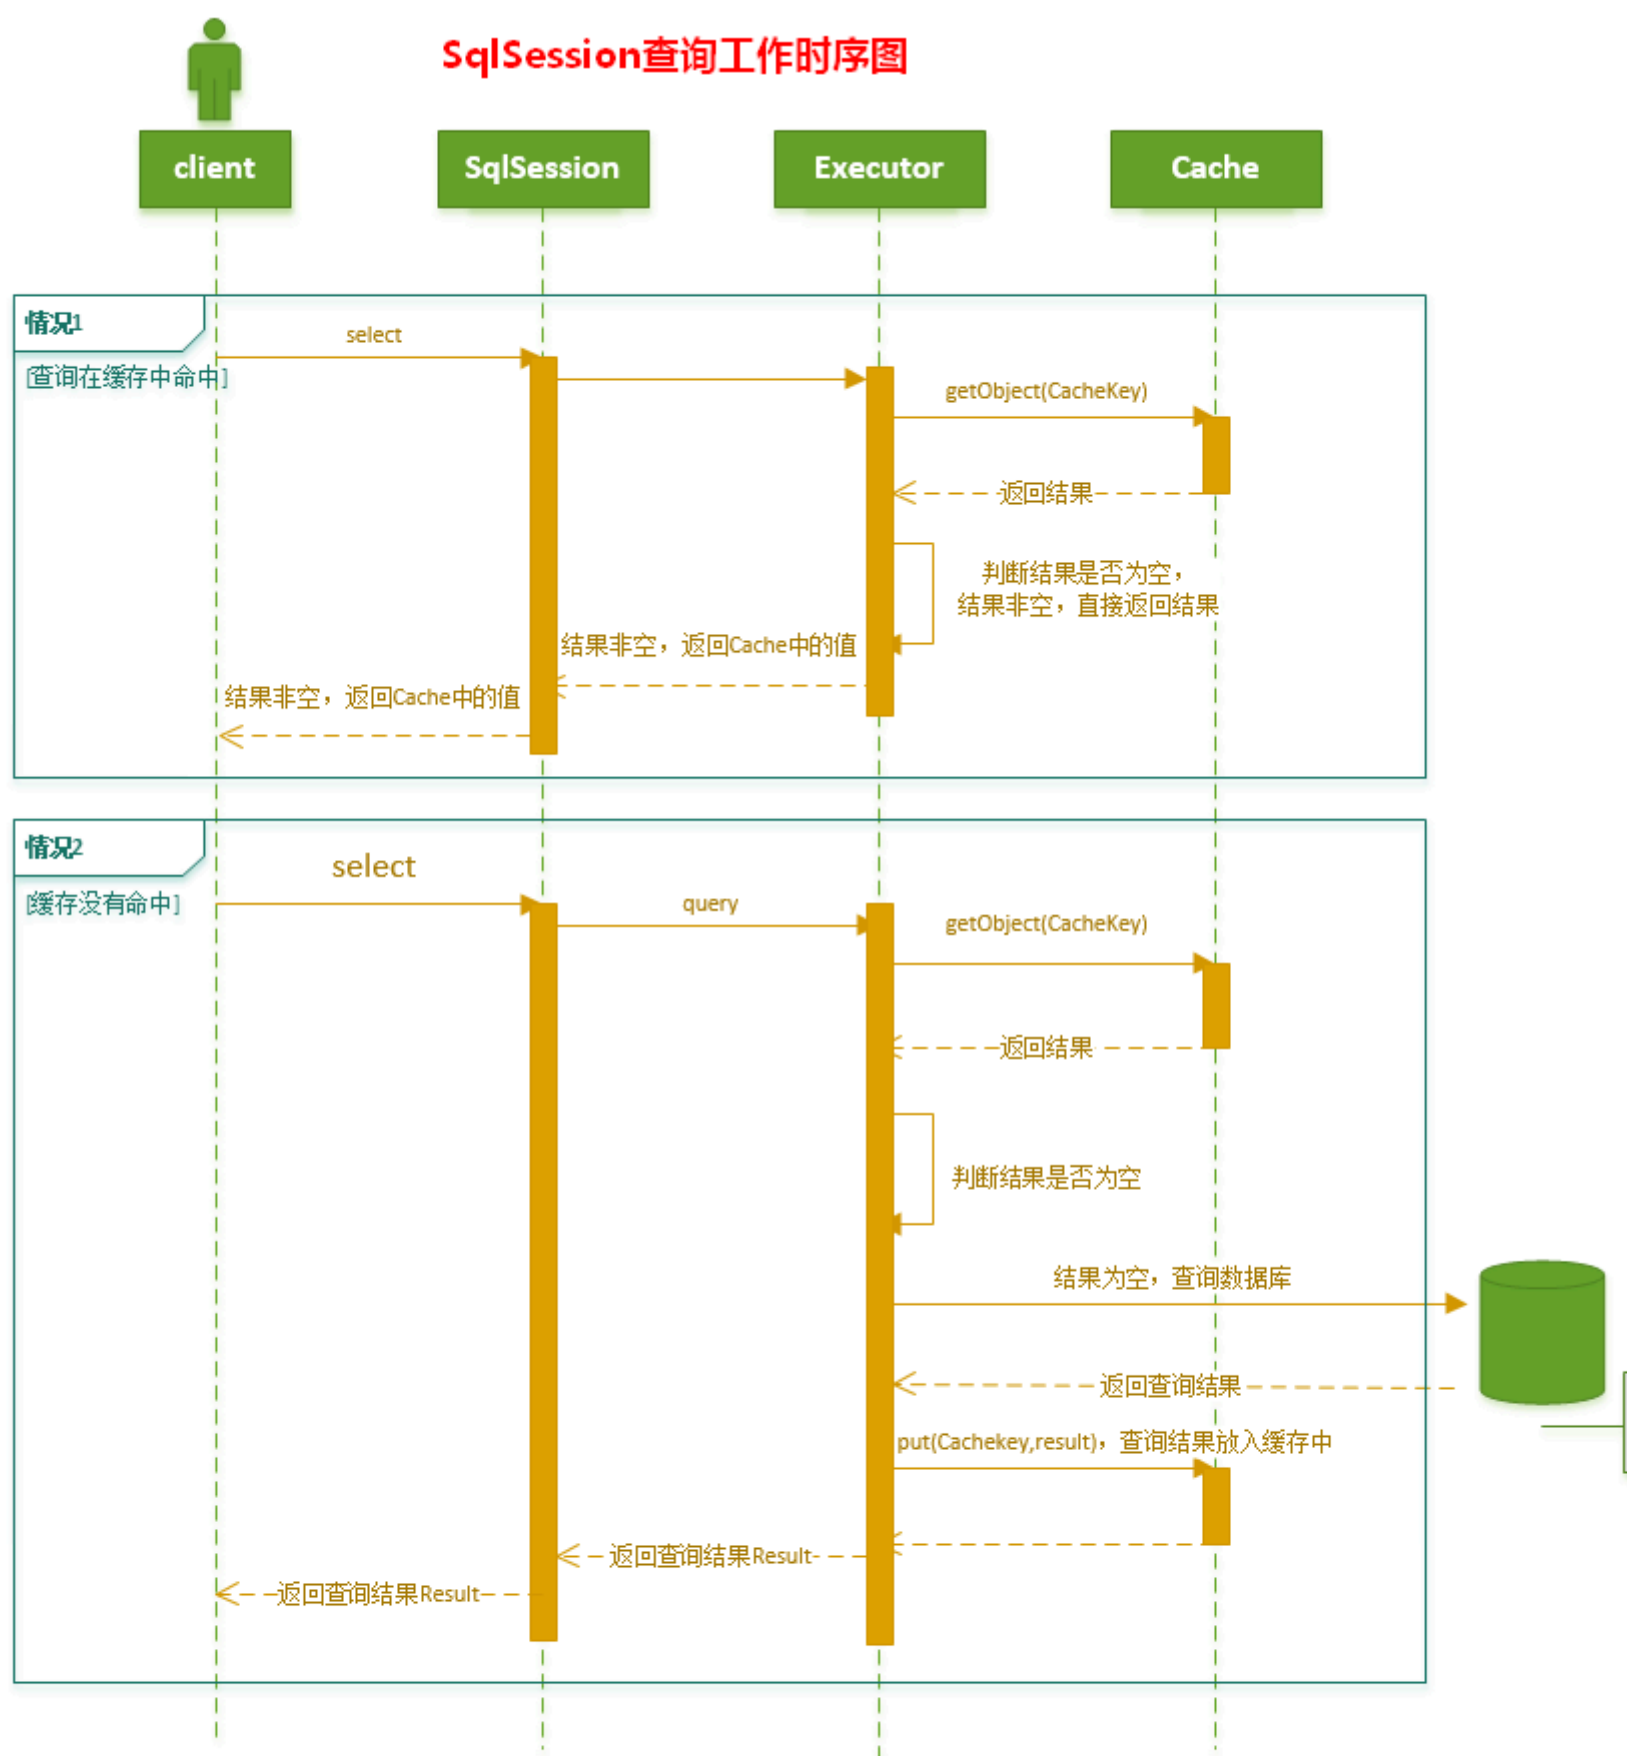 SqlSession查询工作时序图
client
SqlSession
Executor
Cache
情况1
select
[查询在缓存中命中]
getObject(CacheKey)
返回结果
判断结果是否为空，
结果非空，直接返回结果
结果非空，返回Cache中的值
结果非空，返回Cache中的值
情况2
select
[缓存没有命中]
query
getObject(CacheKey)
返回结果
判断结果是否为空
结果为空，查询数据库
返回查询结果
put(Cachekey,result)，查询结果放入缓存中
返回查询结果Result
返回查询结果Result